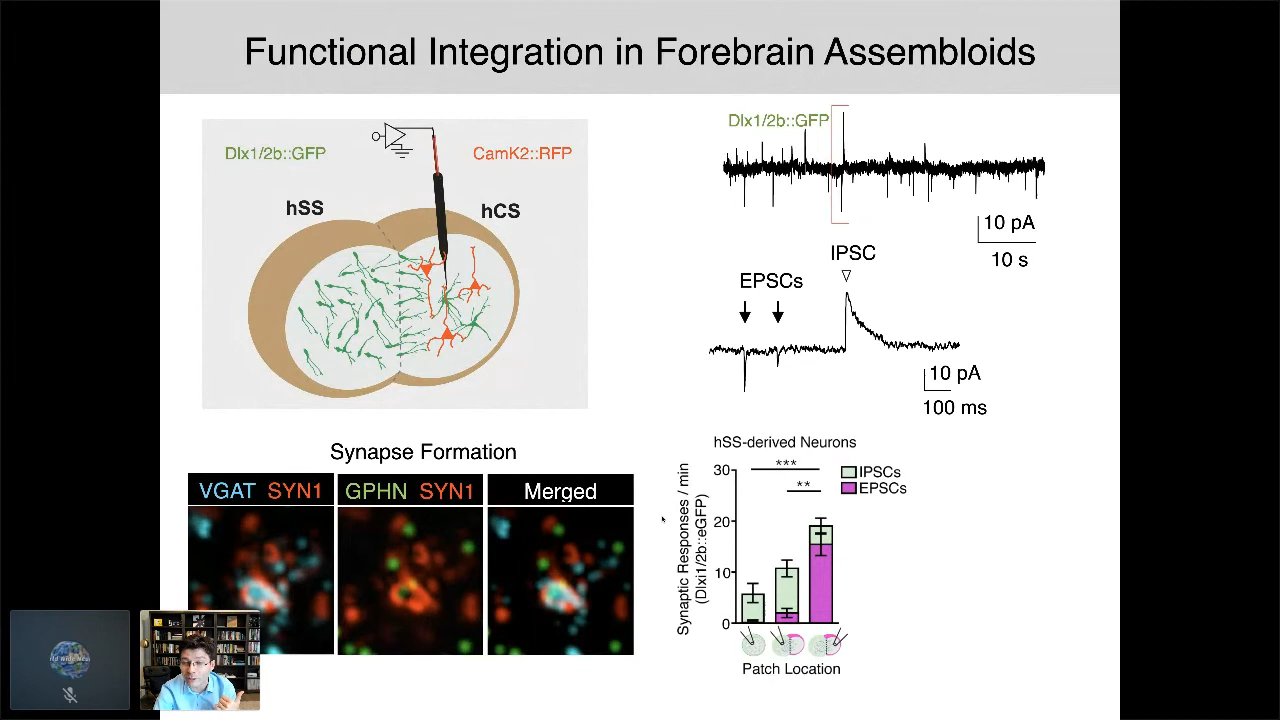 Functional Integration in Forebrain Assembloids
Dlx1/2b::GFP
CamK2::RFP
hSS
hCS
Dlx1/2b::GFP
10 pA
10 s
IPSC
EPSCs
10 pA
100 ms
Synapse Formation
VGAT SYN1
GPHN SYN1
Merged
hSS-derived Neurons
***
**
IPSCs
EPSCs
Synaptic Responses / min
(Dlxi1/2b::eGFP)
30
20
10
0
Patch Location